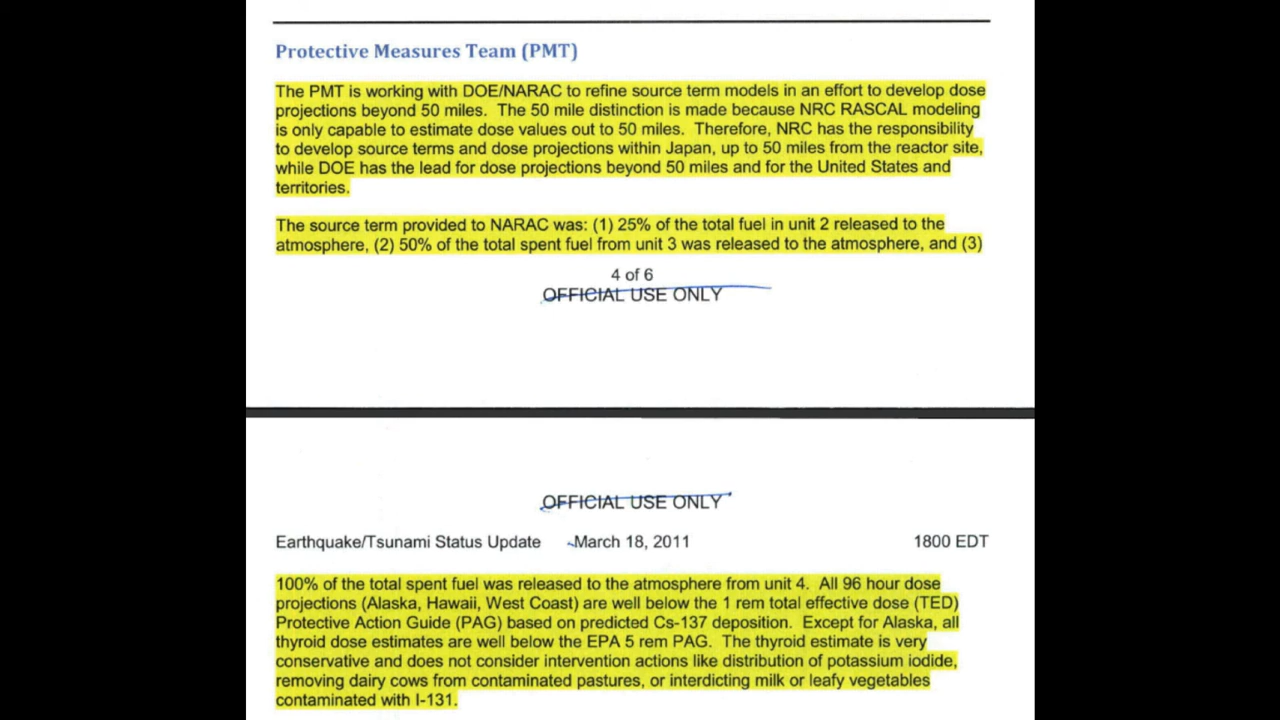 Protective Measures Team (PMT)
The PMT is working with DOE/NARAC to refine source term models in an effort to develop dose
projections beyond 50 miles. The 50 mile distinction is made because NRC RASCAL modeling
is only capable to estimate dose values out to 50 miles. Therefore, NRC has the responsibility
to develop source terms and dose projections within Japan, up to 50 miles from the reactor site,
while DOE has the lead for dose projections beyond 50 miles and for the United States and
territories.
The source term provided to NARAC was: (1) 25% of the total fuel in unit 2 released to the
atmosphere, (2) 50% of the total spent fuel from unit 3 was released to the atmosphere, and (3)
4 of 6
OFFICIAL USE ONLY
OFFICIAL USE ONLY
Earthquake/Tsunami Status Update March 18, 2011 1800 EDT
100% of the total spent fuel was released to the atmosphere from unit 4. All 96 hour dose
projections (Alaska, Hawaii, West Coast) are well below the 1 rem total effective dose (TED)
Protective Action Guide (PAG) based on predicted Cs-137 deposition. Except for Alaska, all
thyroid dose estimates are well below the EPA 5 rem PAG. The thyroid estimate is very
conservative and does not consider intervention actions like distribution of potassium iodide,
removing dairy cows from contaminated pastures, or interdicting milk or leafy vegetables
contaminated with I-131.